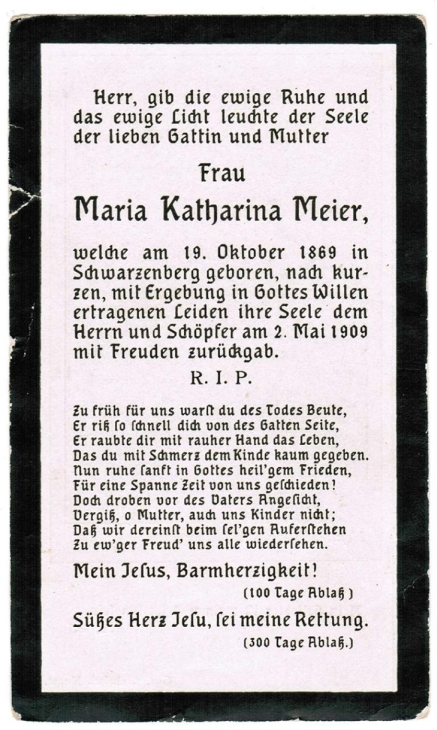 Herr, gib die ewige Ruhe und
das ewige Licht leuchte der Seele
der lieben Gattin und Mutter
Frau
Maria Katharina Meier,
welche am 19. Oktober 1869 in
Schwarzenberg geboren, nach kur-
zen, mit Ergebung in Gottes Willen
ertragenen Leiden ihre Seele dem
Herrn und Schöpfer am 2. Mai 1909
mit Freuden zurückgab.
R. I. P.
Zu früh für uns warſt du des Todes Beute,
Er riß ſo ſchnell dich von des Gatten Seite,
Er raubte dir mit rauher Hand das Leben,
Das du mit Schmerz dem Kinde kaum gegeben.
Nun ruhe ſanft in Gottes heil'gem Frieden,
Für eine Spanne Zeit von uns geſchieden!
Doch droben vor des Vaters Angeſicht,
Vergiß, o Mutter, auch uns Kinder nicht;
Daß wir dereinſt beim ſel'gen Auferſtehen
Zu ew'ger Freud' uns alle wiederſehen.
Mein Jeſus, Barmherzigkeit!
(100 Tage Ablaß)
Süßes Herz Jeſu, ſei meine Rettung.
(300 Tage Ablaß.)